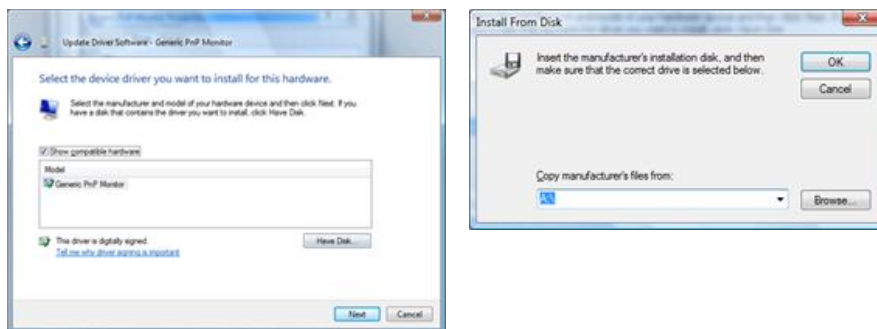 Update Driver Software - Generic PnP Monitor
Select the device driver you want to install for this hardware.
Select the manufacturer and model of your hardware device and then click Next. If you
have a disk that contains the driver you want to install, click Have Disk.
Show compatible hardware
Model
Generic PnP Monitor
This driver is digitally signed.
Tell me why driver signing is important
Have Disk...
Next
Cancel
Install From Disk
Insert the manufacturer's installation disk, and then
make sure that the correct drive is selected below.
OK
Cancel
Copy manufacturer's files from:
A:\
Browse...